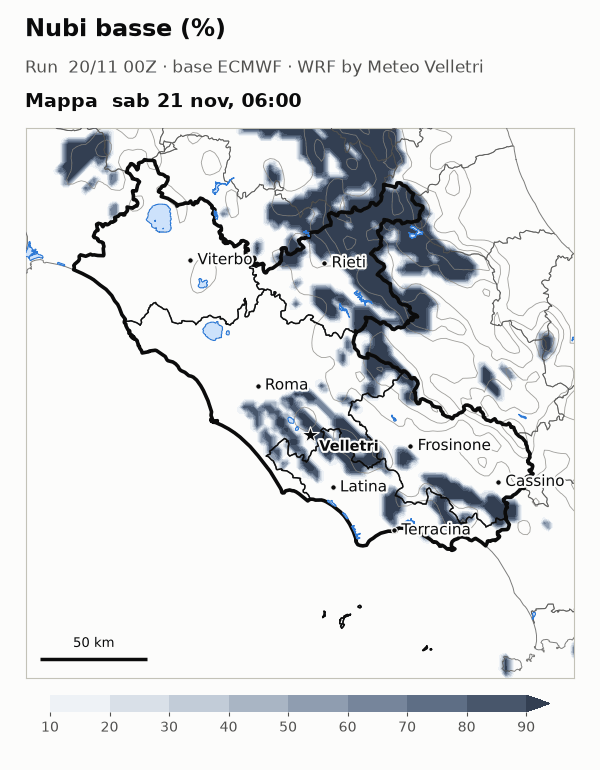 Nubi basse (%)
Run  20/11 00Z · base ECMWF · WRF by Meteo Velletri
Mappa  sab 21 nov, 06:00
Viterbo
Rieti
Roma
Velletri
Frosinone
Latina
Cassino
Terracina
50 km
10 20 30 40 50 60 70 80 90